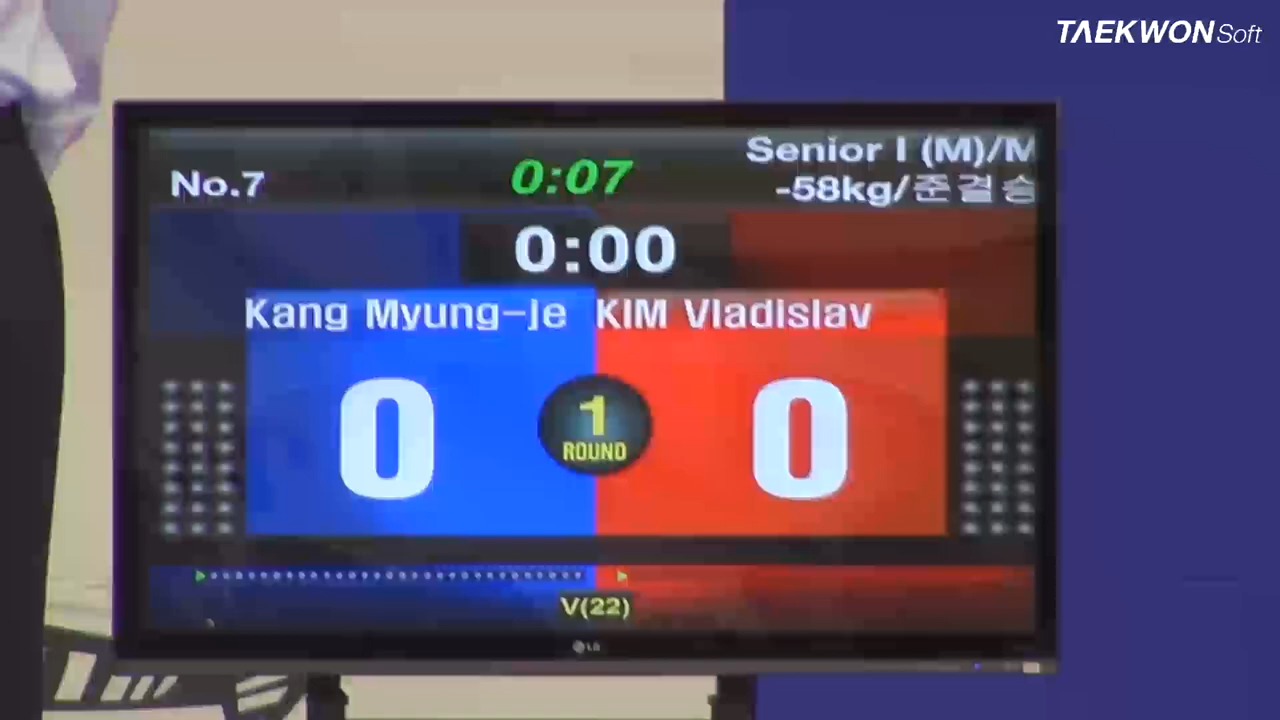 TAEKWONSoft
Senior I (M)/M
No.7
0:07
-58kg/준결승
0:00
Kang Myung-je
KIM Vladislav
0
1
ROUND
0
V(22)
LG